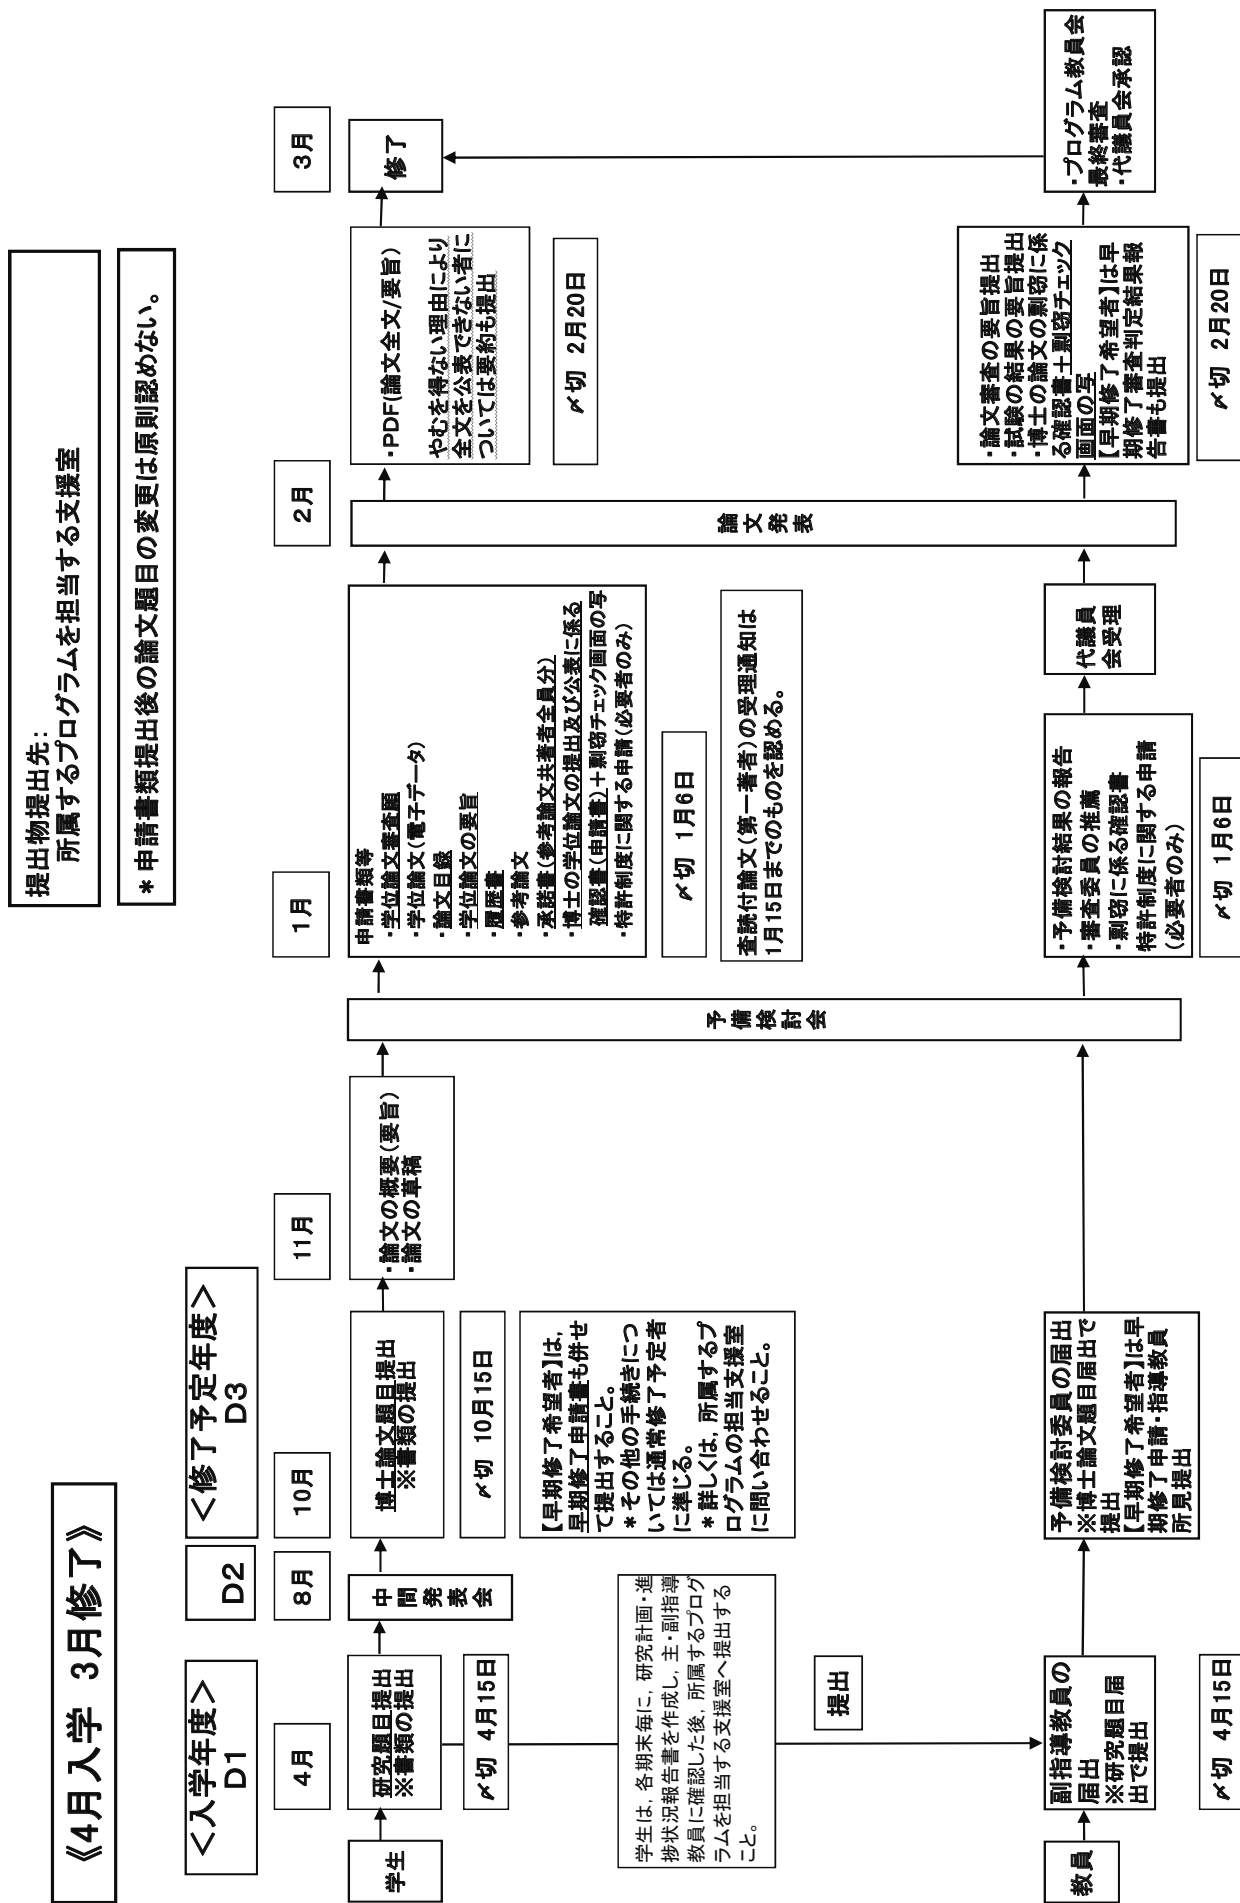 《4月入学 3月修了》
提出物提出先：
所属するプログラムを担当する支援室
＊申請書類提出後の論文題目の変更は原則認めない。
＜入学年度＞
D1
D2
＜修了予定年度＞
D3
4月
8月
10月
11月
1月
2月
3月
学生
研究題目提出
※書類の提出
〆切 4月15日
中間発表会
博士論文題目提出
※書類の提出
〆切 10月15日
【早期修了希望者】は，
早期修了申請書も併せ
て提出すること。
＊その他の手続きにつ
いては通常修了予定者
に準じる。
＊詳しくは，所属するプ
ログラムの担当支援室
に問い合わせること。
・論文の概要（要旨）
・論文の草稿
予備検討会
申請書類等
・学位論文審査願
・学位論文（電子データ）
・論文目録
・学位論文の要旨
・履歴書
・参考論文
・承諾書（参考論文共著者全員分）
・博士の学位論文の提出及び公表に係る
確認書（申請書）＋剽窃チェック画面の写
・特許制度に関する申請（必要者のみ）
〆切 1月6日
査読付論文（第一著者）の受理通知は
1月15日までのものを認める。
論文発表
・PDF(論文全文/要旨）
やむを得ない理由により
全文を公表できない者に
ついては要約も提出
〆切 2月20日
修了
学生は，各期末毎に，研究計画・進
捗状況報告書を作成し，主・副指導
教員に確認した後，所属するプログ
ラムを担当する支援室へ提出する
こと。
提出
教員
副指導教員の
届出
※研究題目届
出で提出
〆切 4月15日
予備検討委員の届出
※博士論文題目届出で
提出
【早期修了希望者】は早
期修了申請・指導教員
所見提出
・予備検討結果の報告
・審査委員の推薦
・剽窃に係る確認書
特許制度に関する申請
（必要者のみ）
〆切 1月6日
代議員
会受理
・論文審査の要旨提出
・試験の結果の要旨提出
・博士の論文の剽窃に係
る確認書＋剽窃チェック
画面の写
【早期修了希望者】は早
期修了審査判定結果報
告書も提出
〆切 2月20日
・プログラム教員会
最終審査
・代議員会承認